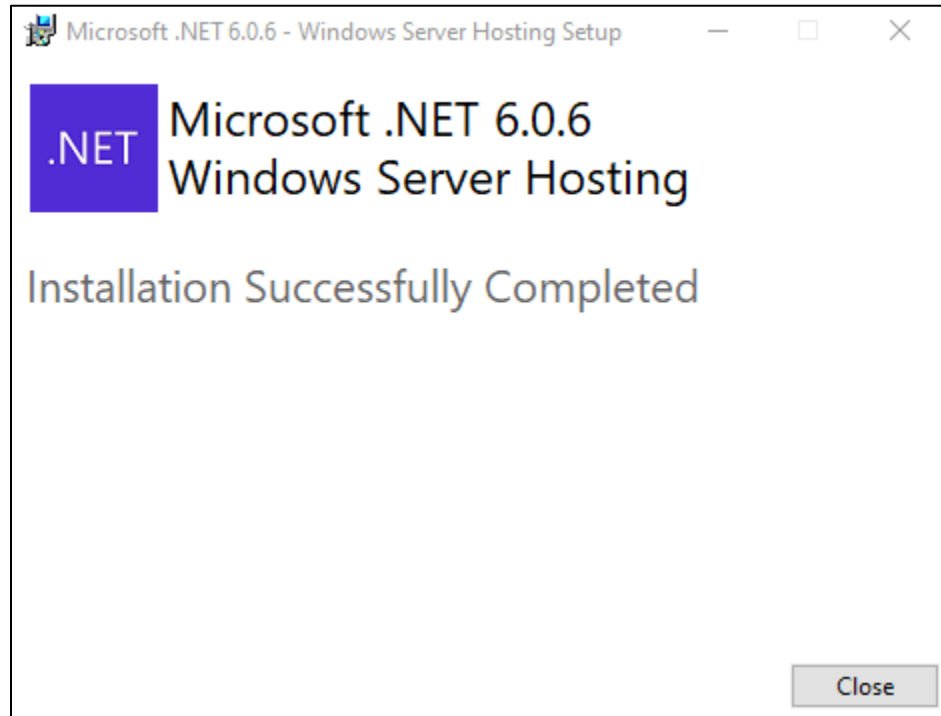 Microsoft .NET 6.0.6 - Windows Server Hosting Setup
.NET
Microsoft .NET 6.0.6
Windows Server Hosting
Installation Successfully Completed
Close